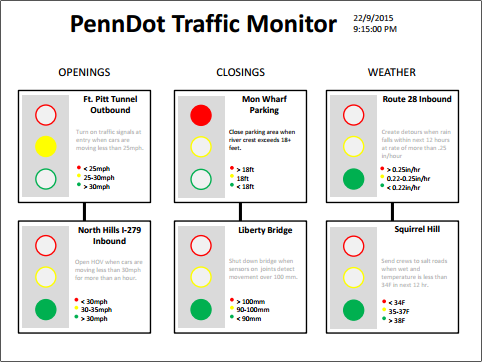 PennDot Traffic Monitor
22/9/2015
9:15:00 PM
OPENINGS
CLOSINGS
WEATHER
Ft. Pitt Tunnel
Outbound
Turn on traffic signals at
entry when cars are
moving less than 25mph.
< 25mph
25-30mph
> 30mph
Mon Wharf
Parking
Close parking area when
river crest exceeds 18+
feet.
> 18ft
18ft
< 18ft
Route 28 Inbound
Create detours when rain
falls within next 12 hours
at rate of more than .25
in/hour
> 0.25in/hr
0.22-0.25in/hr
< 0.22in/hr
North Hills I-279
Inbound
Open HOV when cars are
moving less than 30mph
for more than an hour.
< 30mph
30-35mph
> 30mph
Liberty Bridge
Shut down bridge when
sensors on joints detect
movement over 100 mm.
> 100mm
90-100mm
< 90mm
Squirrel Hill
Send crews to salt roads
when wet and
temperature is less than
34F in next 12 hr.
< 34F
35-37F
> 38F